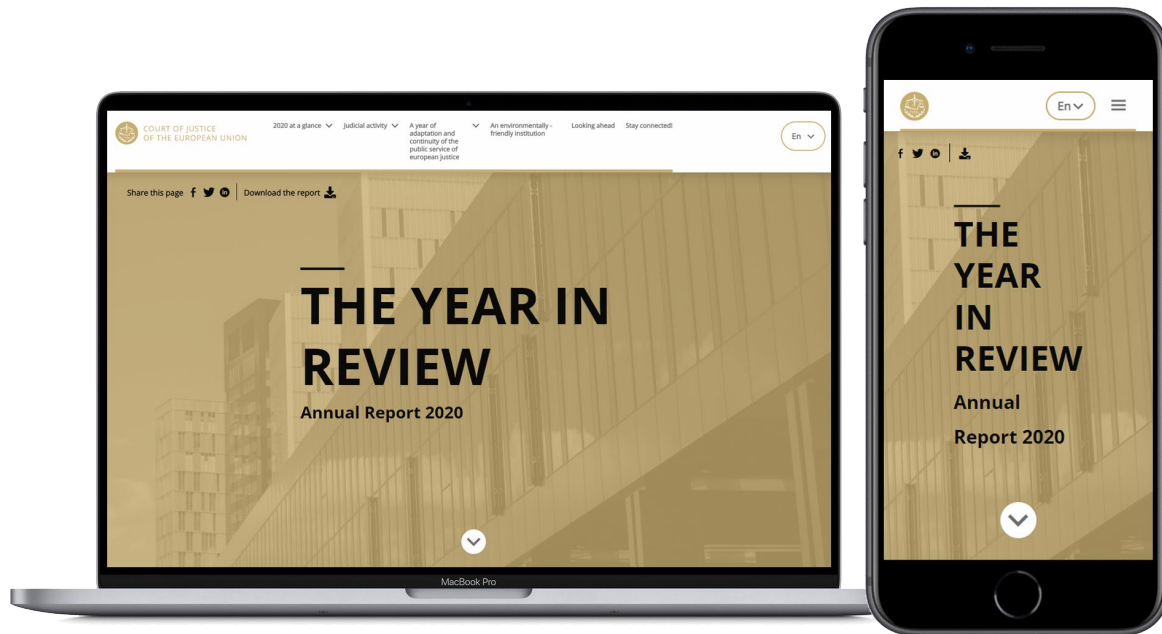 COURT OF JUSTICE
OF THE EUROPEAN UNION
2020 at a glance
Judicial activity
A year of
adaptation and
continuity of the
public service of
european justice
An environmentally -
friendly institution
Looking ahead
Stay connected!
En
Share this page
Download the report
THE YEAR IN
REVIEW
Annual Report 2020
MacBook Pro
En
THE
YEAR
IN
REVIEW
Annual
Report 2020